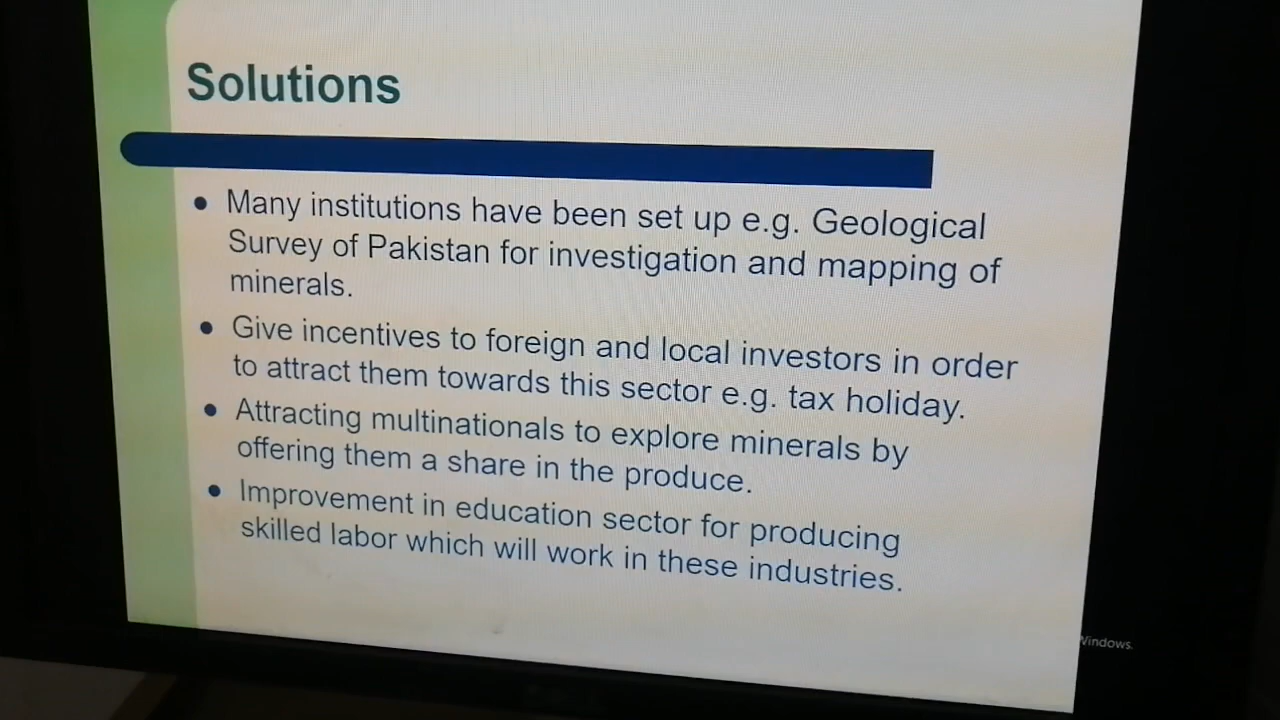 Solutions
Many institutions have been set up e.g. Geological
Survey of Pakistan for investigation and mapping of
minerals.
Give incentives to foreign and local investors in order
to attract them towards this sector e.g. tax holiday.
Attracting multinationals to explore minerals by
offering them a share in the produce.
Improvement in education sector for producing
skilled labor which will work in these industries.
Windows.